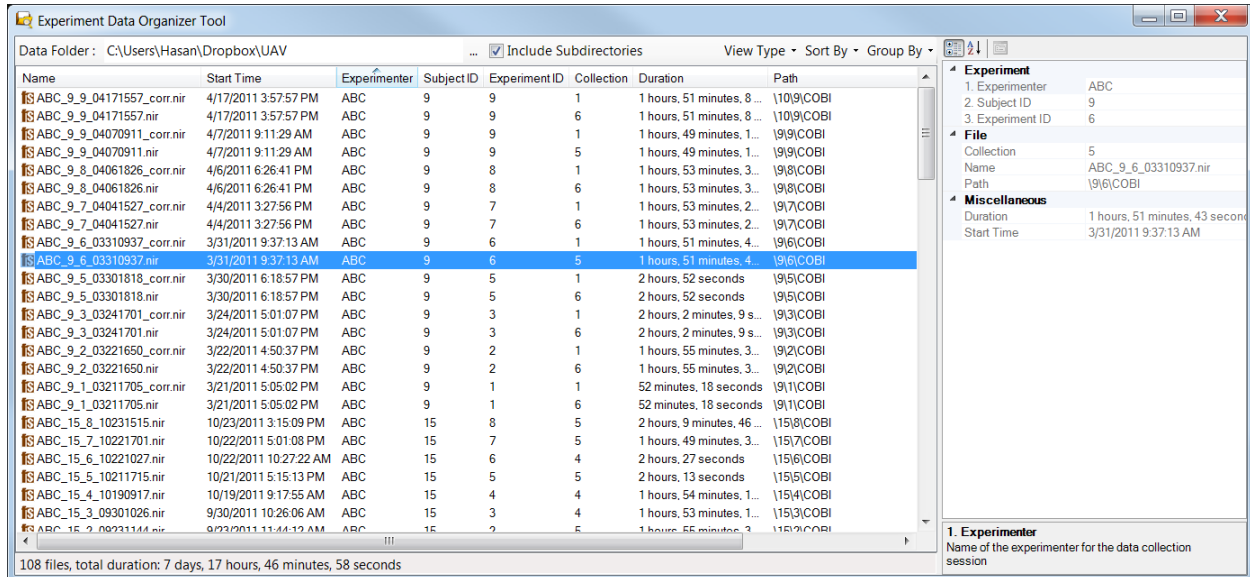 Experiment Data Organizer Tool
Data Folder : C:\Users\Hasan\Dropbox\UAV ... Include Subdirectories View Type Sort By Group By
Name Start Time Experimenter Subject ID Experiment ID Collection Duration Path
ABC_9_9_04171557_corr.nir 4/17/2011 3:57:57 PM ABC 9 9 1 1 hours, 51 minutes, 8 ... \10\9\COBI
ABC_9_9_04171557.nir 4/17/2011 3:57:57 PM ABC 9 9 6 1 hours, 51 minutes, 8 ... \10\9\COBI
ABC_9_9_04070911_corr.nir 4/7/2011 9:11:29 AM ABC 9 9 1 1 hours, 49 minutes, 1... \9\9\COBI
ABC_9_9_04070911.nir 4/7/2011 9:11:29 AM ABC 9 9 5 1 hours, 49 minutes, 1... \9\9\COBI
ABC_9_8_04061826_corr.nir 4/6/2011 6:26:41 PM ABC 9 8 1 1 hours, 53 minutes, 3... \9\8\COBI
ABC_9_8_04061826.nir 4/6/2011 6:26:41 PM ABC 9 8 6 1 hours, 53 minutes, 3... \9\8\COBI
ABC_9_7_04041527_corr.nir 4/4/2011 3:27:56 PM ABC 9 7 1 1 hours, 53 minutes, 2... \9\7\COBI
ABC_9_7_04041527.nir 4/4/2011 3:27:56 PM ABC 9 7 6 1 hours, 53 minutes, 2... \9\7\COBI
ABC_9_6_03310937_corr.nir 3/31/2011 9:37:13 AM ABC 9 6 1 1 hours, 51 minutes, 4... \9\6\COBI
ABC_9_6_03310937.nir 3/31/2011 9:37:13 AM ABC 9 6 5 1 hours, 51 minutes, 4... \9\6\COBI
ABC_9_5_03301818_corr.nir 3/30/2011 6:18:57 PM ABC 9 5 1 2 hours, 52 seconds \9\5\COBI
ABC_9_5_03301818.nir 3/30/2011 6:18:57 PM ABC 9 5 6 2 hours, 52 seconds \9\5\COBI
ABC_9_3_03241701_corr.nir 3/24/2011 5:01:07 PM ABC 9 3 1 2 hours, 2 minutes, 9 s... \9\3\COBI
ABC_9_3_03241701.nir 3/24/2011 5:01:07 PM ABC 9 3 6 2 hours, 2 minutes, 9 s... \9\3\COBI
ABC_9_2_03221650_corr.nir 3/22/2011 4:50:37 PM ABC 9 2 1 1 hours, 55 minutes, 3... \9\2\COBI
ABC_9_2_03221650.nir 3/22/2011 4:50:37 PM ABC 9 2 6 1 hours, 55 minutes, 3... \9\2\COBI
ABC_9_1_03211705_corr.nir 3/21/2011 5:05:02 PM ABC 9 1 1 52 minutes, 18 seconds \9\1\COBI
ABC_9_1_03211705.nir 3/21/2011 5:05:02 PM ABC 9 1 6 52 minutes, 18 seconds \9\1\COBI
ABC_15_8_10231515.nir 10/23/2011 3:15:09 PM ABC 15 8 5 2 hours, 9 minutes, 46 ... \15\8\COBI
ABC_15_7_10221701.nir 10/22/2011 5:01:08 PM ABC 15 7 5 1 hours, 49 minutes, 3... \15\7\COBI
ABC_15_6_10221027.nir 10/22/2011 10:27:22 AM ABC 15 6 4 2 hours, 27 seconds \15\6\COBI
ABC_15_5_10211715.nir 10/21/2011 5:15:13 PM ABC 15 5 5 2 hours, 13 seconds \15\5\COBI
ABC_15_4_10190917.nir 10/19/2011 9:17:55 AM ABC 15 4 4 1 hours, 54 minutes, 1... \15\4\COBI
ABC_15_3_09301026.nir 9/30/2011 10:26:06 AM ABC 15 3 4 1 hours, 53 minutes, 1... \15\3\COBI
ABC_15_2_09231144.nir 9/23/2011 11:44:12 AM ABC 15 2 5 1 hours, 55 minutes, 3... \15\2\COBI
108 files, total duration: 7 days, 17 hours, 46 minutes, 58 seconds
Experiment
1. Experimenter ABC
2. Subject ID 9
3. Experiment ID 6
File
Collection 5
Name ABC_9_6_03310937.nir
Path \9\6\COBI
Miscellaneous
Duration 1 hours, 51 minutes, 43 second
Start Time 3/31/2011 9:37:13 AM
1. Experimenter
Name of the experimenter for the data collection
session